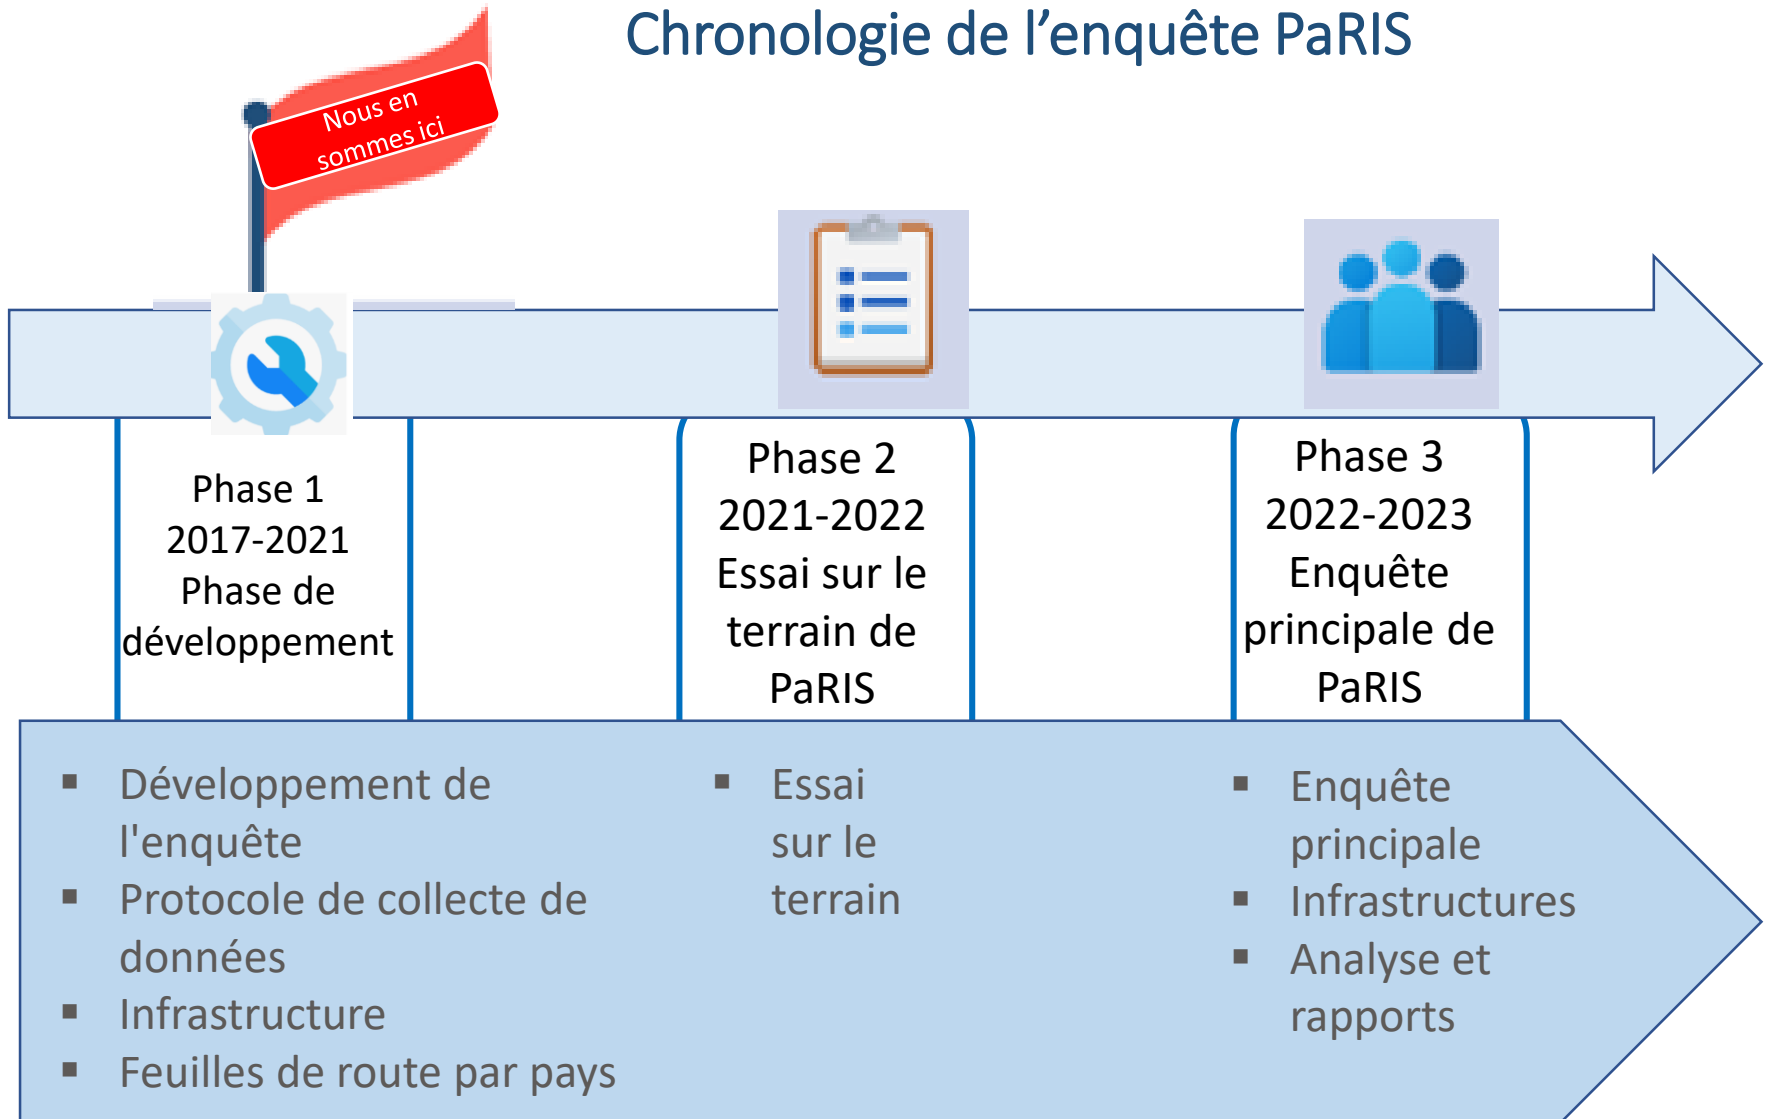 Chronologie de l’enquête PaRIS
Nous en
sommes ici
Phase 1
2017-2021
Phase de
développement
Phase 2
2021-2022
Essai sur le
terrain de
PaRIS
Phase 3
2022-2023
Enquête
principale de
PaRIS
▪ Développement de
l'enquête
▪ Protocole de collecte de
données
▪ Infrastructure
▪ Feuilles de route par pays
▪ Essai
sur le
terrain
▪ Enquête
principale
▪ Infrastructures
▪ Analyse et
rapports